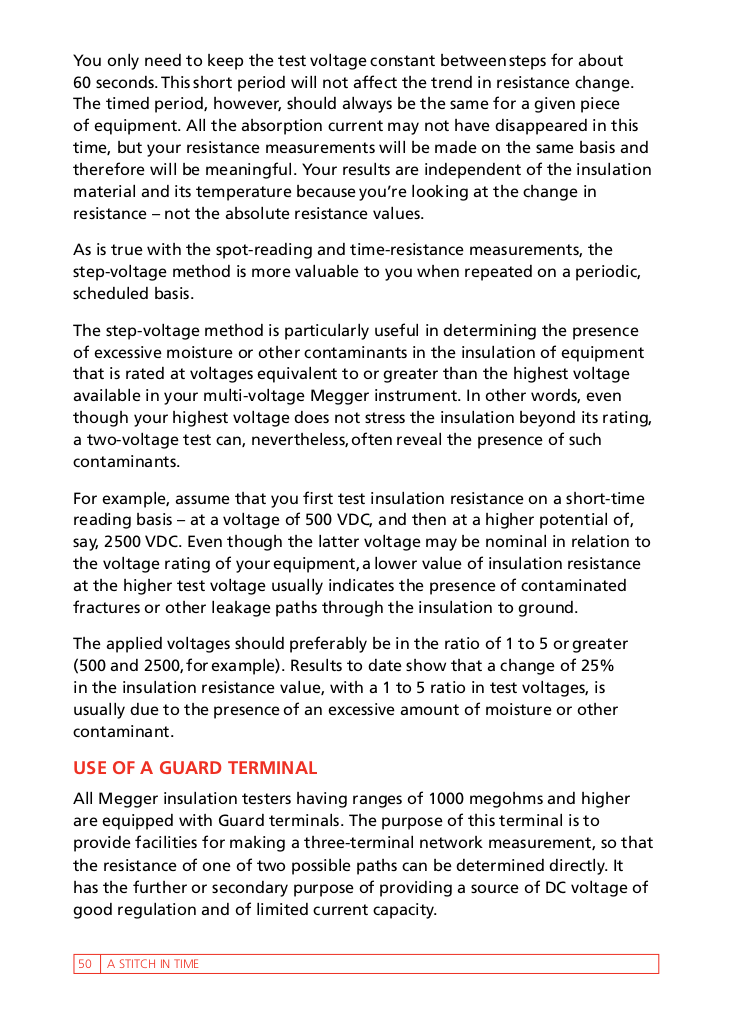 You only need to keep the test voltage constant between steps for about
60 seconds. This short period will not affect the trend in resistance change.
The timed period, however, should always be the same for a given piece
of equipment. All the absorption current may not have disappeared in this
time, but your resistance measurements will be made on the same basis and
therefore will be meaningful. Your results are independent of the insulation
material and its temperature because you’re looking at the change in
resistance – not the absolute resistance values.
As is true with the spot-reading and time-resistance measurements, the
step-voltage method is more valuable to you when repeated on a periodic,
scheduled basis.
The step-voltage method is particularly useful in determining the presence
of excessive moisture or other contaminants in the insulation of equipment
that is rated at voltages equivalent to or greater than the highest voltage
available in your multi-voltage Megger instrument. In other words, even
though your highest voltage does not stress the insulation beyond its rating,
a two-voltage test can, nevertheless, often reveal the presence of such
contaminants.
For example, assume that you first test insulation resistance on a short-time
reading basis – at a voltage of 500 VDC, and then at a higher potential of,
say, 2500 VDC. Even though the latter voltage may be nominal in relation to
the voltage rating of your equipment, a lower value of insulation resistance
at the higher test voltage usually indicates the presence of contaminated
fractures or other leakage paths through the insulation to ground.
The applied voltages should preferably be in the ratio of 1 to 5 or greater
(500 and 2500, for example). Results to date show that a change of 25%
in the insulation resistance value, with a 1 to 5 ratio in test voltages, is
usually due to the presence of an excessive amount of moisture or other
contaminant.
USE OF A GUARD TERMINAL
All Megger insulation testers having ranges of 1000 megohms and higher
are equipped with Guard terminals. The purpose of this terminal is to
provide facilities for making a three-terminal network measurement, so that
the resistance of one of two possible paths can be determined directly. It
has the further or secondary purpose of providing a source of DC voltage of
good regulation and of limited current capacity.
50 A STITCH IN TIME